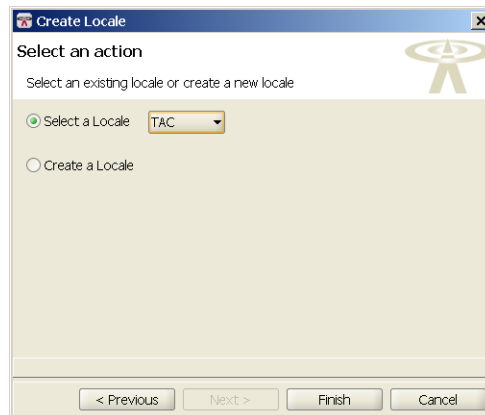 Create Locale
Select an action
Select an existing locale or create a new locale
Select a Locale TAC
Create a Locale
< Previous Next > Finish Cancel